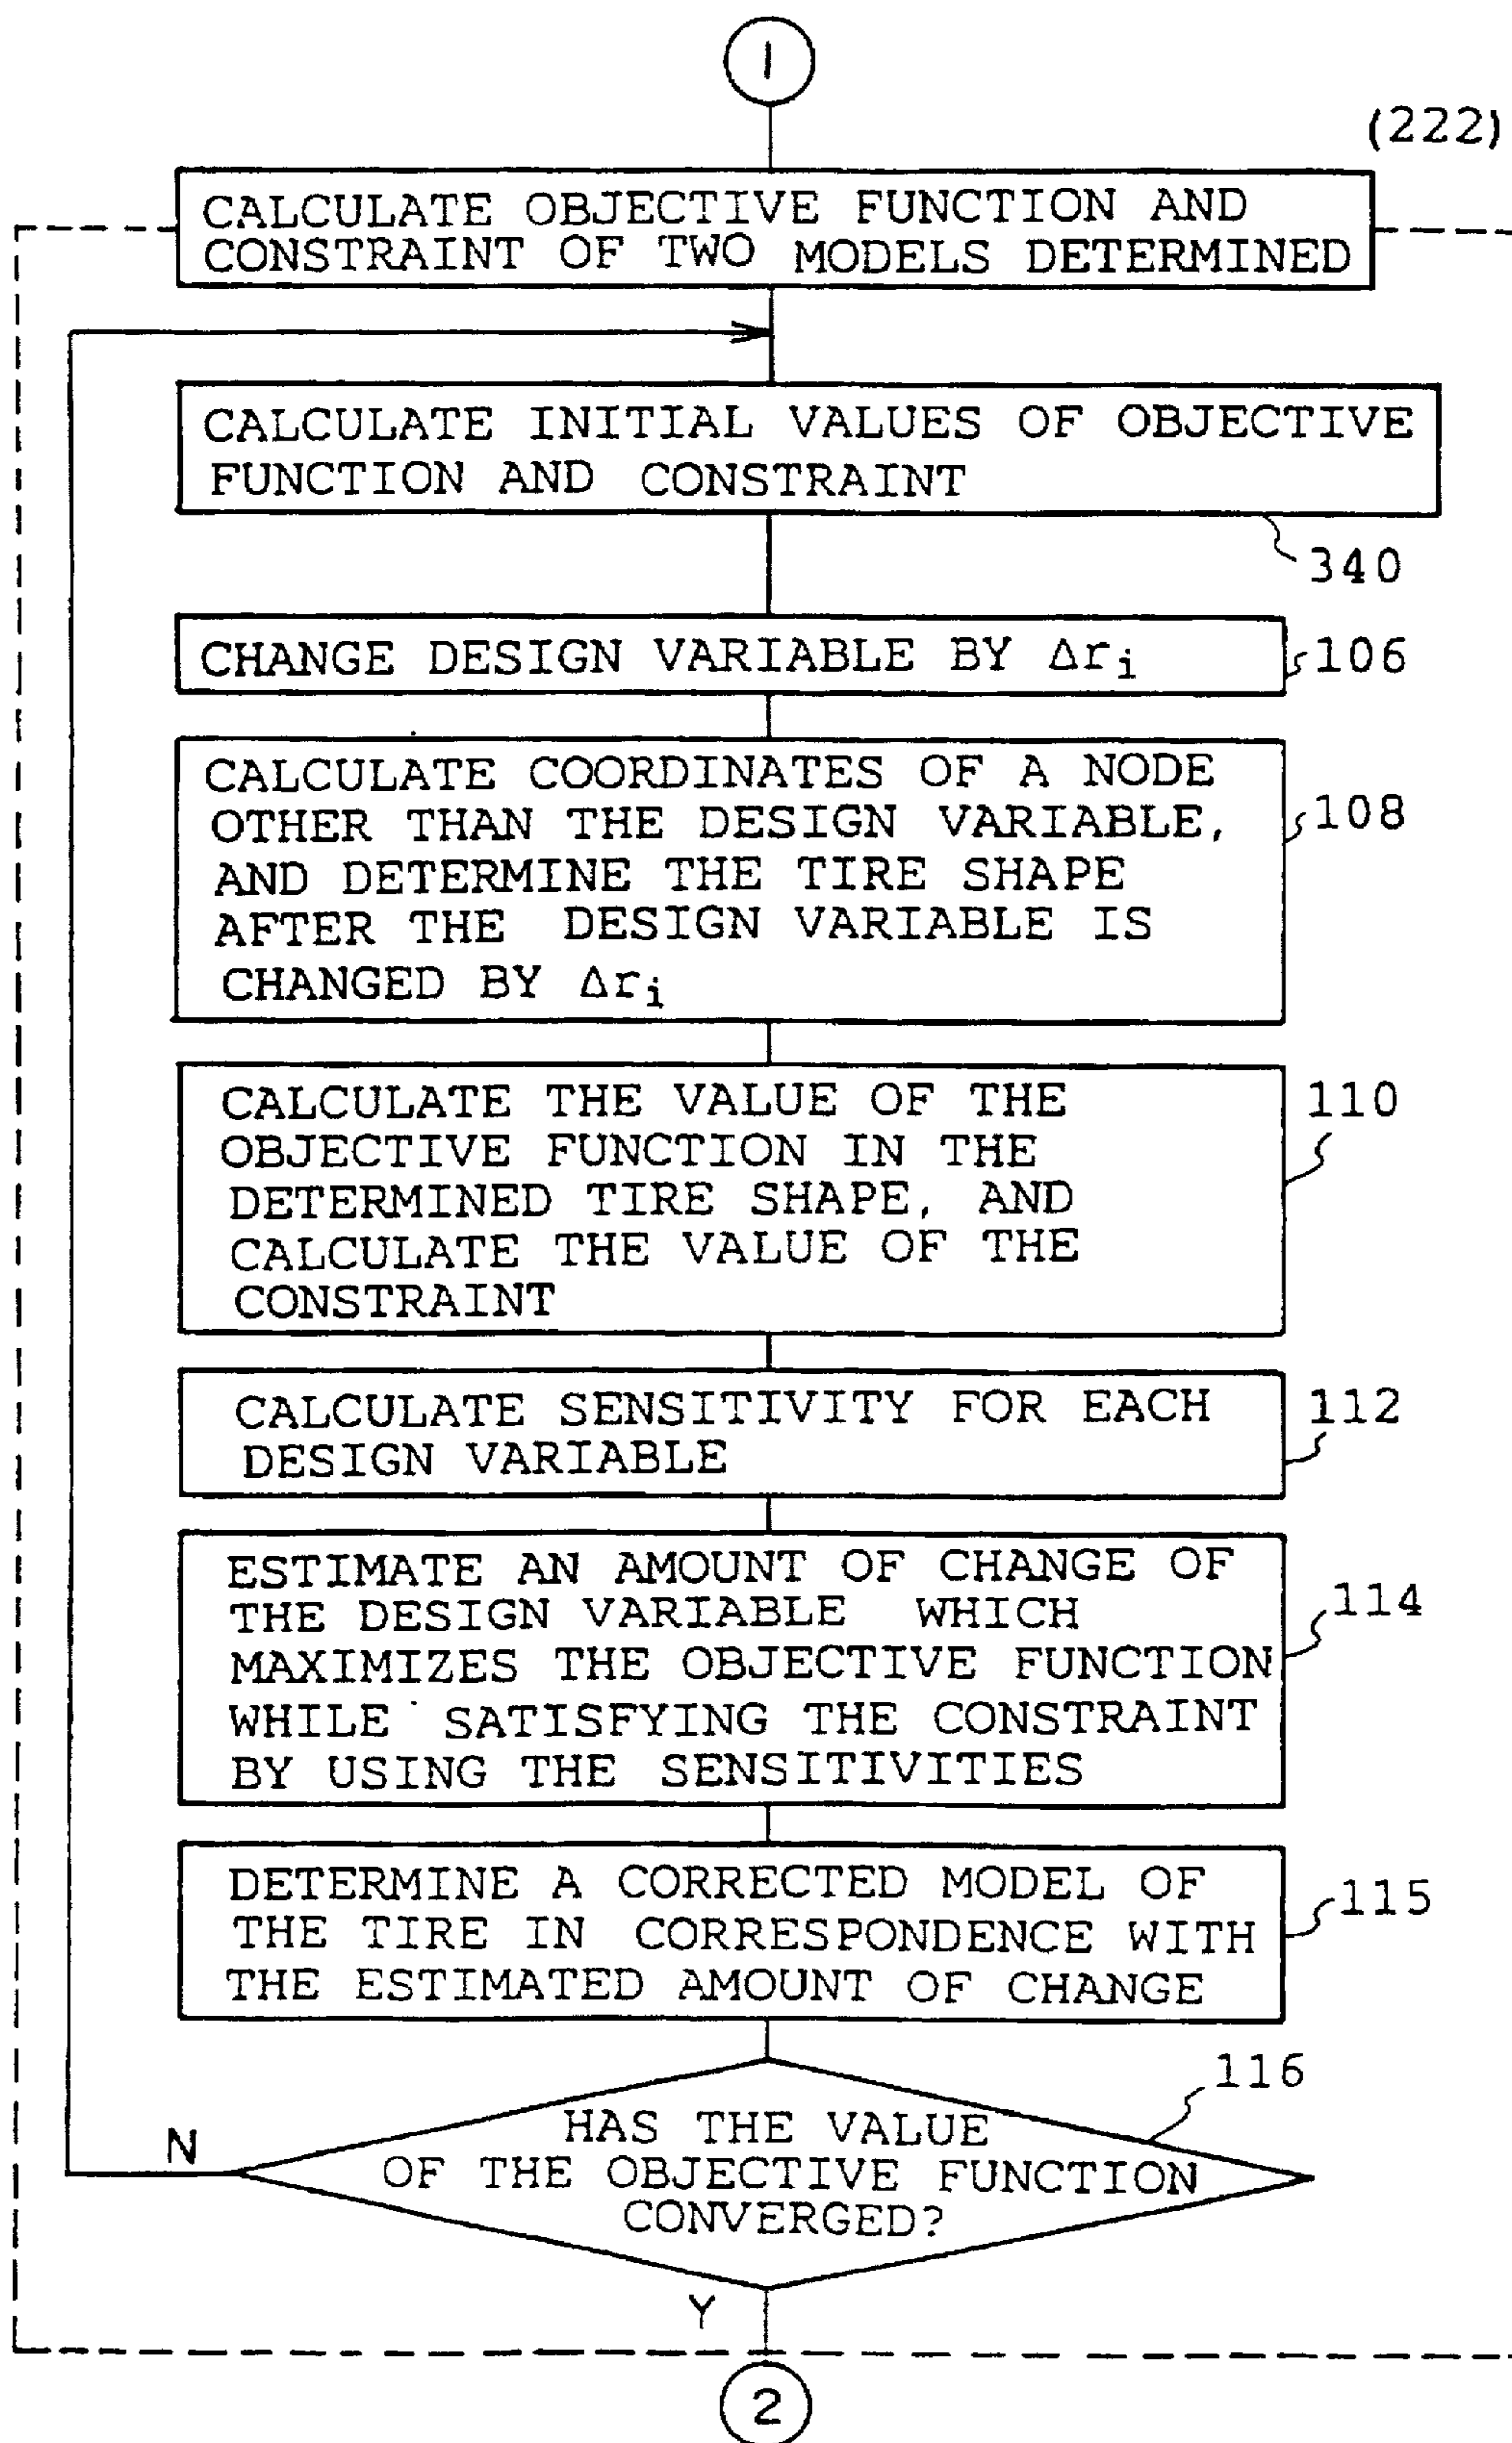 1
(222)
CALCULATE OBJECTIVE FUNCTION AND
CONSTRAINT OF TWO MODELS DETERMINED
CALCULATE INITIAL VALUES OF OBJECTIVE
FUNCTION AND CONSTRAINT
340
CHANGE DESIGN VARIABLE BY Δri
106
CALCULATE COORDINATES OF A NODE
OTHER THAN THE DESIGN VARIABLE,
AND DETERMINE THE TIRE SHAPE
AFTER THE DESIGN VARIABLE IS
CHANGED BY Δri
108
CALCULATE THE VALUE OF THE
OBJECTIVE FUNCTION IN THE
DETERMINED TIRE SHAPE, AND
CALCULATE THE VALUE OF THE
CONSTRAINT
110
CALCULATE SENSITIVITY FOR EACH
DESIGN VARIABLE
112
ESTIMATE AN AMOUNT OF CHANGE OF
THE DESIGN VARIABLE WHICH
MAXIMIZES THE OBJECTIVE FUNCTION
WHILE SATISFYING THE CONSTRAINT
BY USING THE SENSITIVITIES
114
DETERMINE A CORRECTED MODEL OF
THE TIRE IN CORRESPONDENCE WITH
THE ESTIMATED AMOUNT OF CHANGE
115
116
HAS THE VALUE
OF THE OBJECTIVE FUNCTION
CONVERGED?
N
Y
2